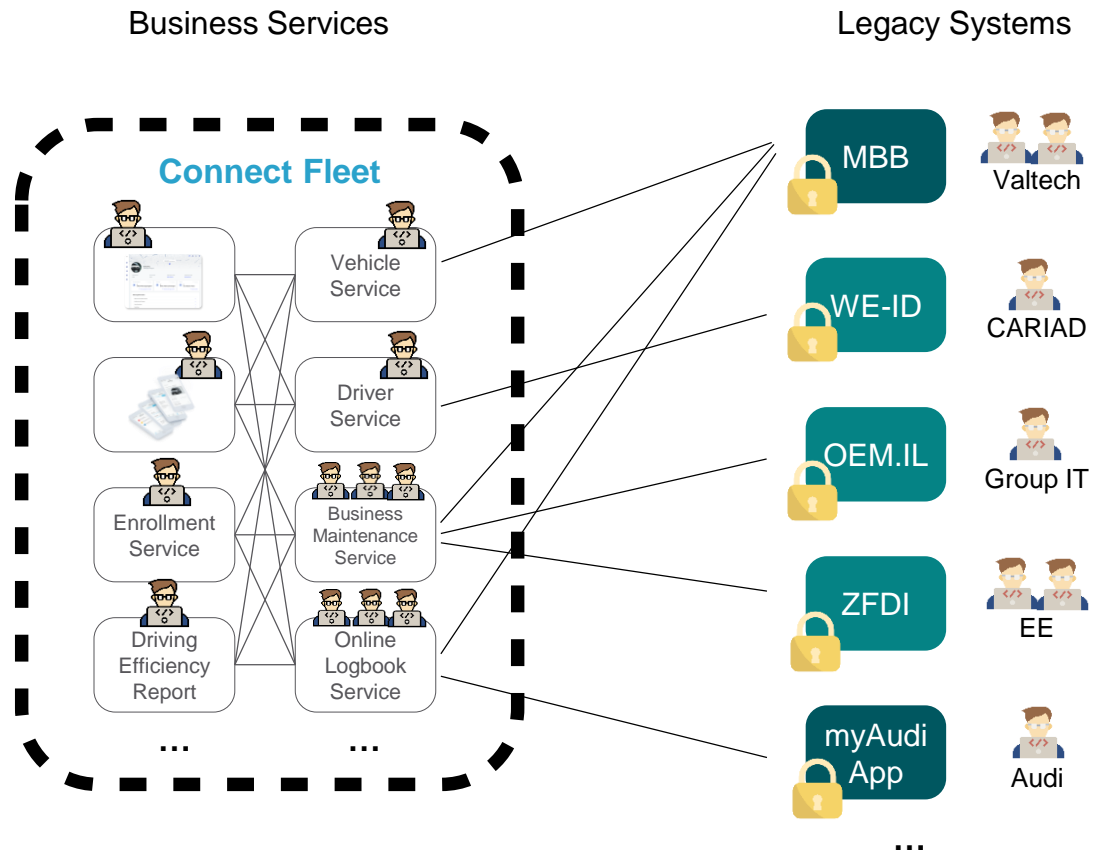 Business Services
Legacy Systems
Connect Fleet
Vehicle
Service
Driver
Service
Enrollment
Service
Business
Maintenance
Service
Driving
Efficiency
Report
Online
Logbook
Service
...
...
MBB
Valtech
WE-ID
CARIAD
OEM.IL
Group IT
ZFDI
EE
myAudi
App
Audi
...